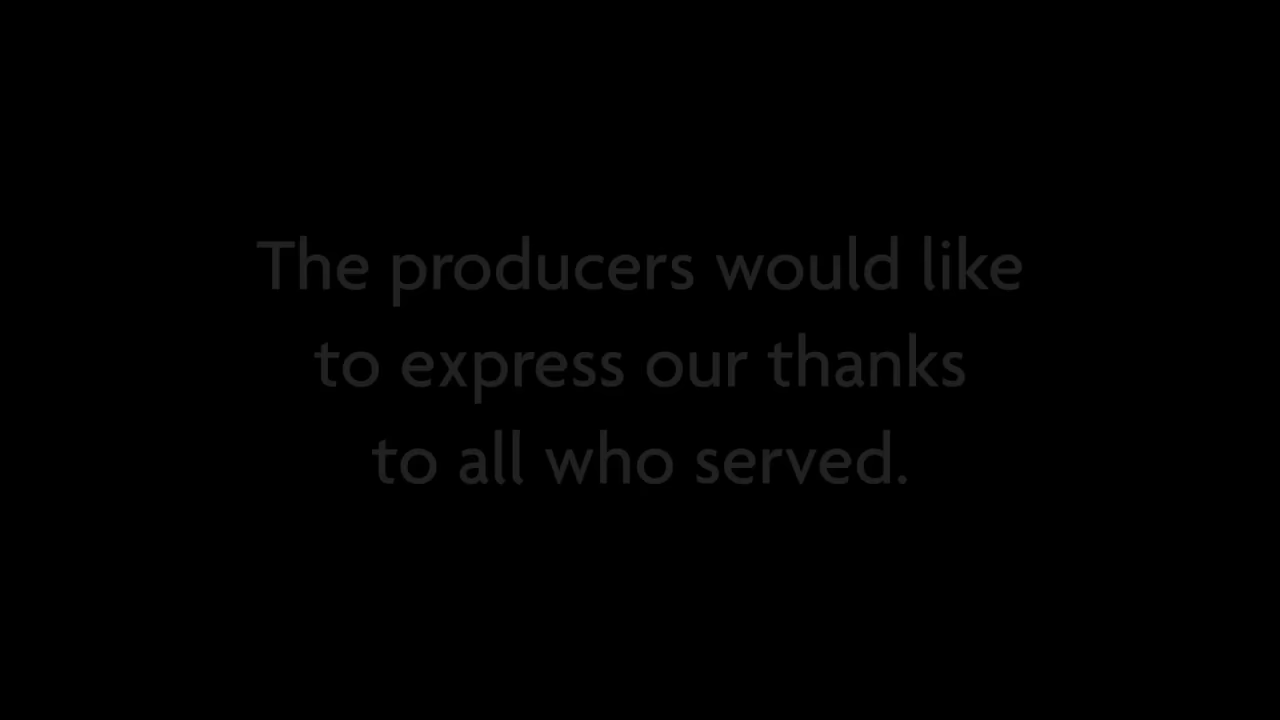 The producers would like
to express our thanks
to all who served.